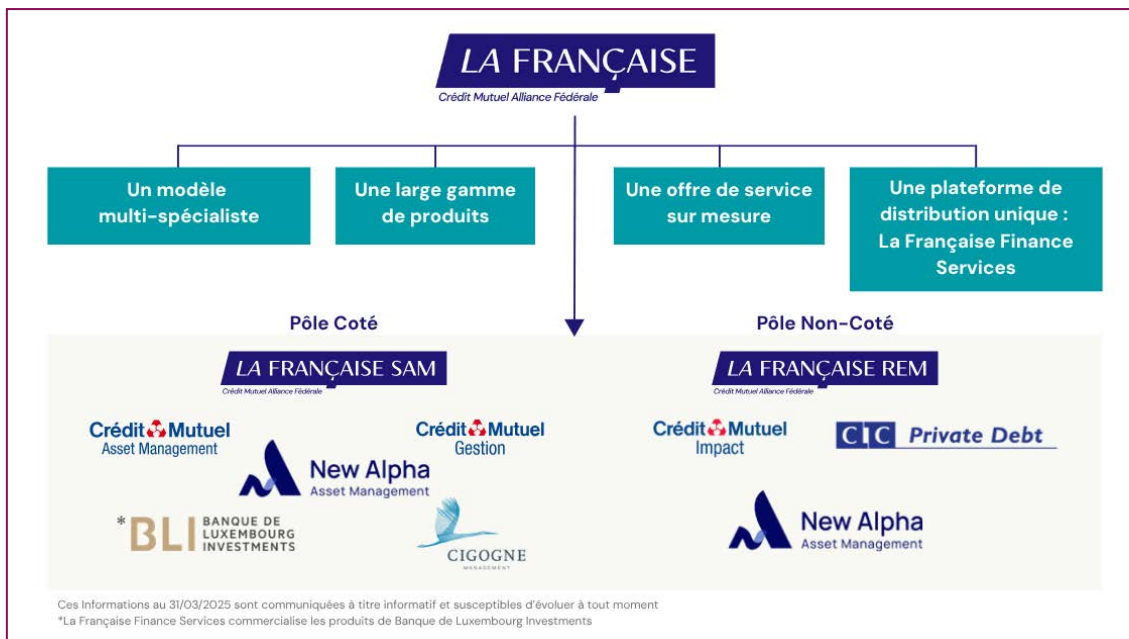 LA FRANÇAISE
Crédit Mutuel Alliance Fédérale
Un modèle
multi-spécialiste
Une large gamme
de produits
Une offre de service
sur mesure
Une plateforme de
distribution unique :
La Française Finance
Services
Pôle Coté
LA FRANÇAISE SAM
Crédit Mutuel Alliance Fédérale
Crédit Mutuel
Asset Management
Crédit Mutuel
Gestion
New Alpha
Asset Management
*BLI BANQUE DE
LUXEMBOURG
INVESTMENTS
CIGOGNE
MANAGEMENT
Pôle Non-Coté
LA FRANÇAISE REM
Crédit Mutuel Alliance Fédérale
Crédit Mutuel
Impact
CIC Private Debt
New Alpha
Asset Management
Ces Informations au 31/03/2025 sont communiquées à titre informatif et susceptibles d'évoluer à tout moment
*La Française Finance Services commercialise les produits de Banque de Luxembourg Investments